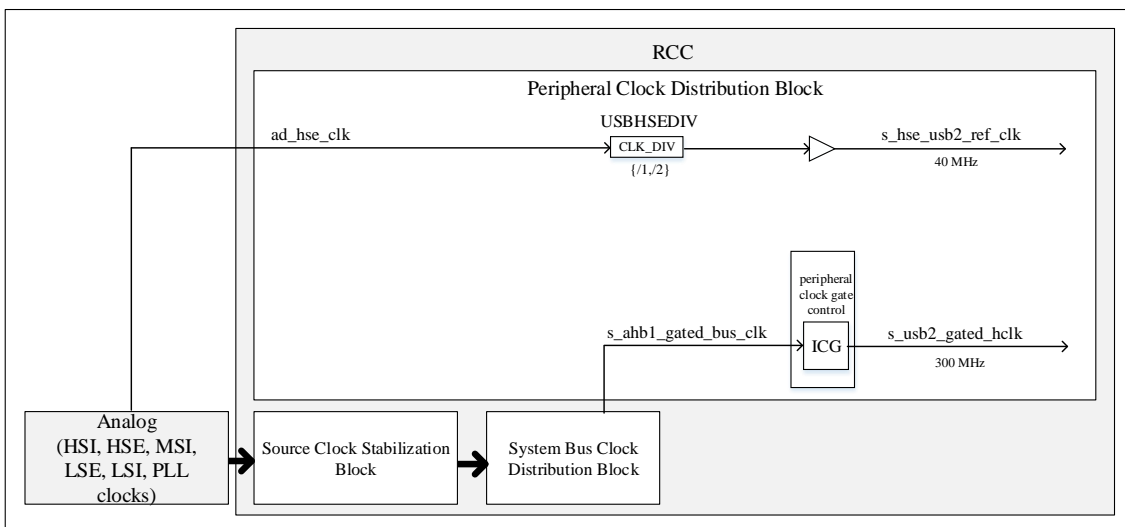 RCC
Peripheral Clock Distribution Block
USBHSEDIV
ad_hse_clk
CLK_DIV
s_hse_usb2_ref_clk
{/1,/2}
40 MHz
peripheral
clock gate
control
s_ahb1_gated_bus_clk
ICG
s_usb2_gated_hclk
300 MHz
Analog
(HSI, HSE, MSI,
LSE, LSI, PLL
clocks)
Source Clock Stabilization
Block
System Bus Clock
Distribution Block